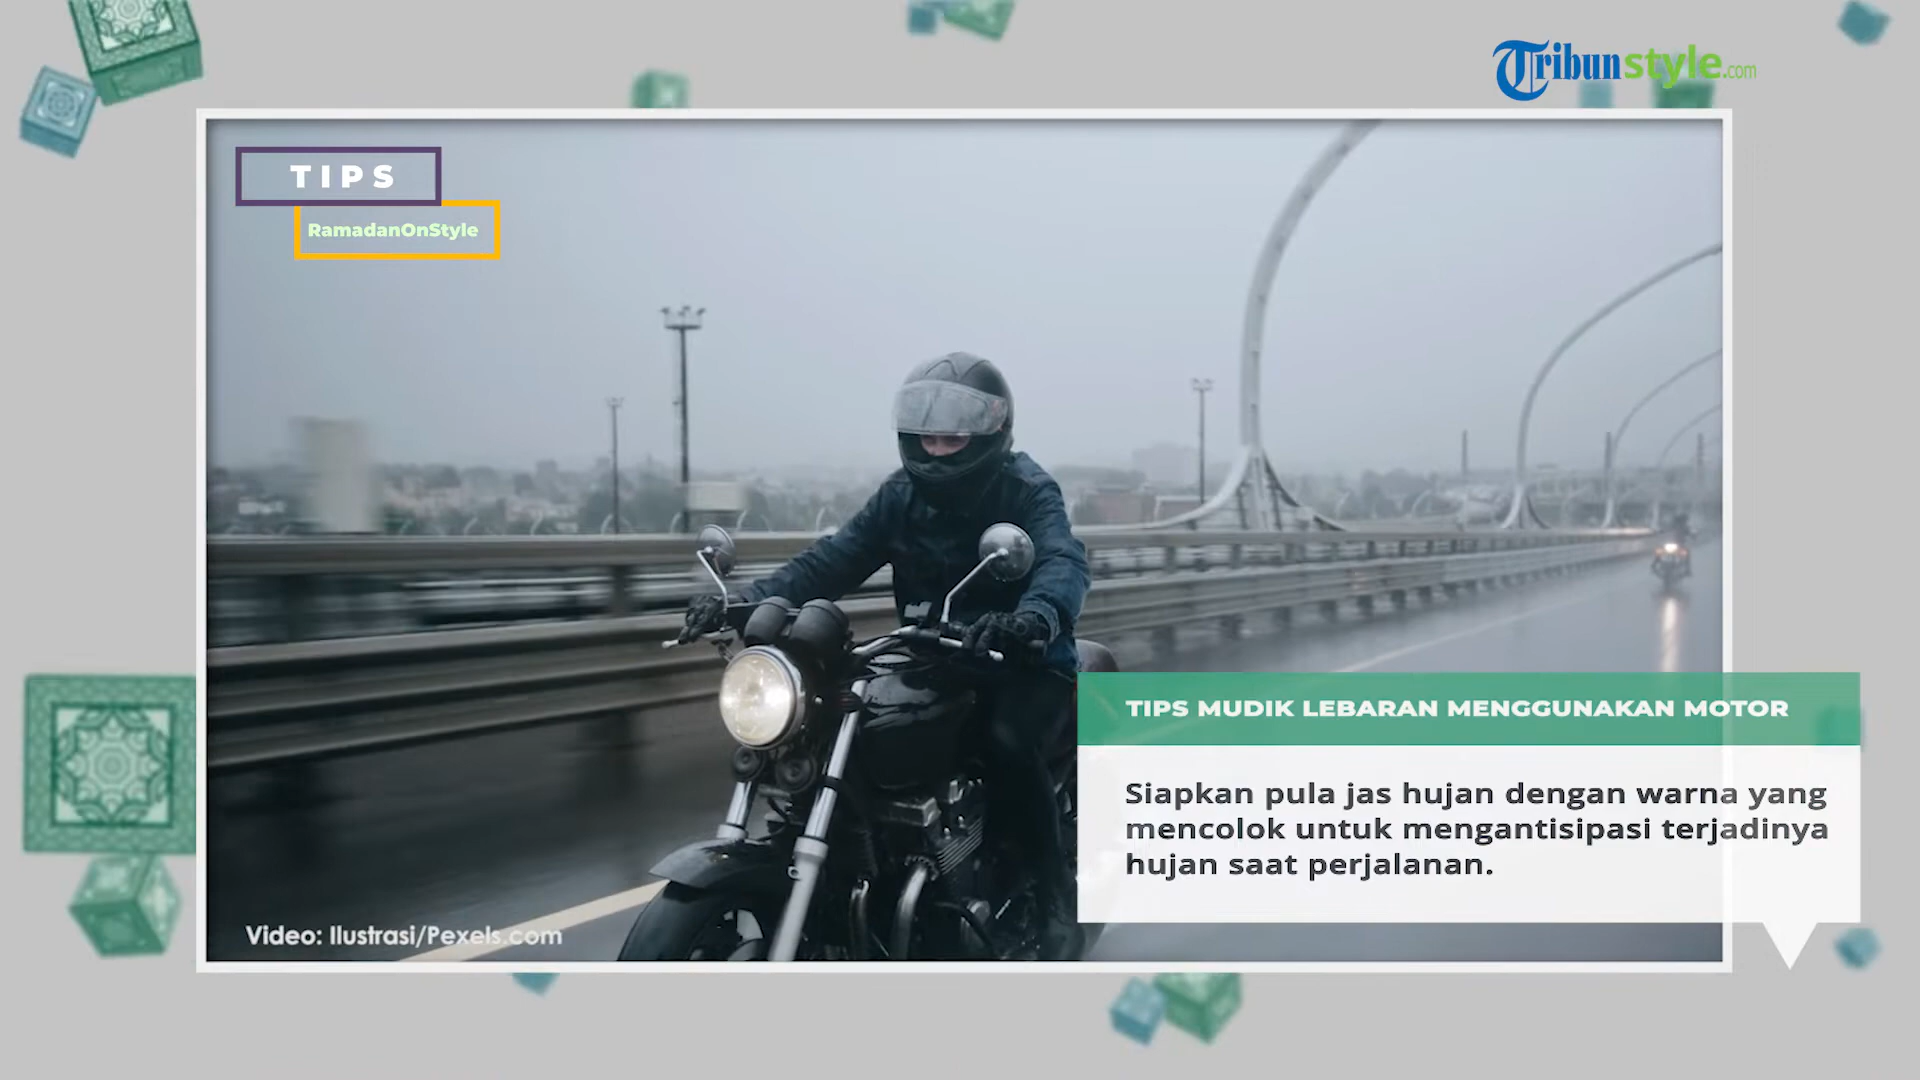 Tribunstyle.com
TIPS
RamadanOnStyle
TIPS MUDIK LEBARAN MENGGUNAKAN MOTOR
Siapkan pula jas hujan dengan warna yang
mencolok untuk mengantisipasi terjadinya
hujan saat perjalanan.
Video: Ilustrasi/Pexels.com